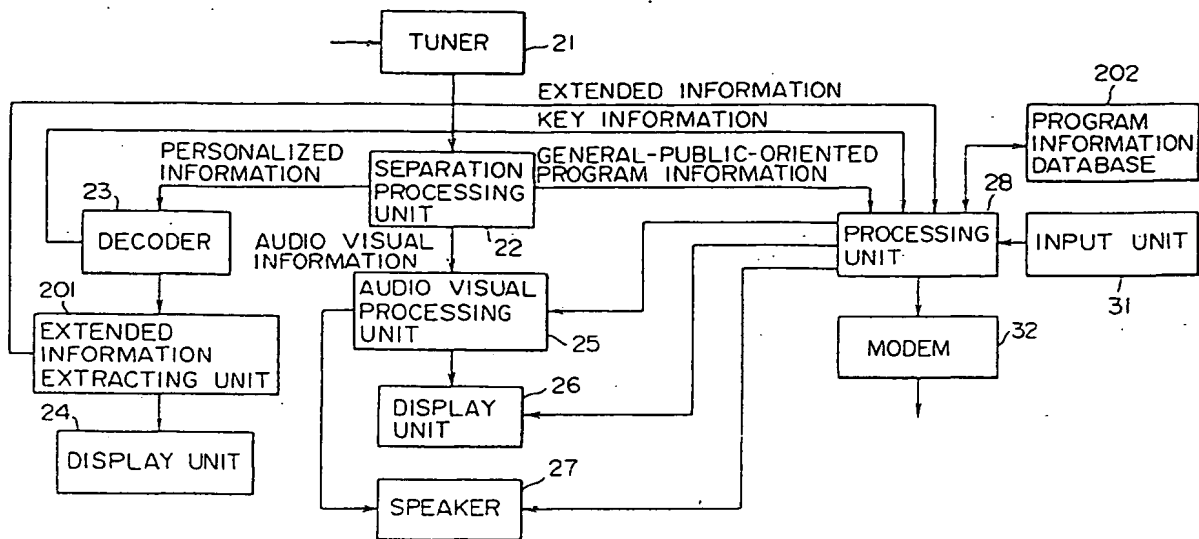 TUNER
21
EXTENDED INFORMATION
KEY INFORMATION
202
PROGRAM
INFORMATION
DATABASE
PERSONALIZED
INFORMATION
SEPARATION
PROCESSING
UNIT
22
GENERAL-PUBLIC-ORIENTED
PROGRAM INFORMATION
28
23
DECODER
AUDIO VISUAL
INFORMATION
PROCESSING
UNIT
INPUT UNIT
31
201
EXTENDED
INFORMATION
EXTRACTING UNIT
AUDIO VISUAL
PROCESSING
UNIT
25
MODEM
32
24
DISPLAY UNIT
26
DISPLAY
UNIT
27
SPEAKER